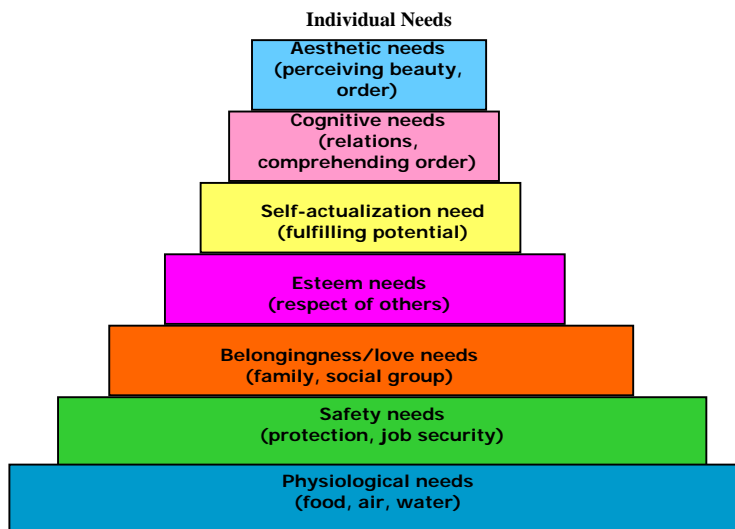 Individual Needs
Aesthetic needs
(perceiving beauty,
order)
Cognitive needs
(relations,
comprehending order)
Self-actualization need
(fulfilling potential)
Esteem needs
(respect of others)
Belongingness/love needs
(family, social group)
Safety needs
(protection, job security)
Physiological needs
(food, air, water)